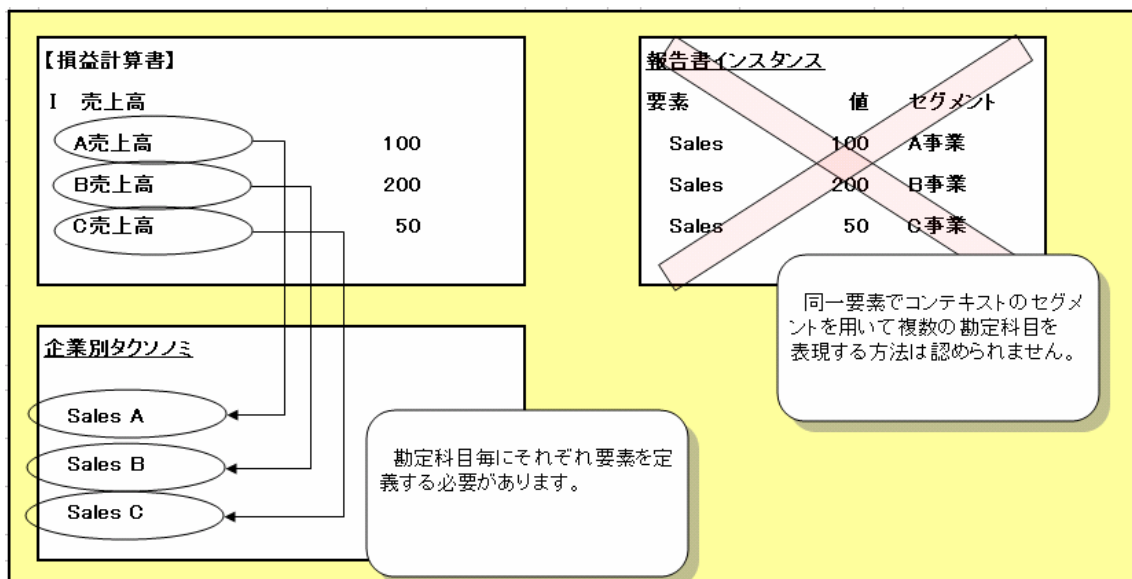 【損益計算書】
Ⅰ 売上高
A売上高 100
B売上高 200
C売上高 50
報告書インスタンス
要素 値 セグメント
Sales 100 A事業
Sales 200 B事業
Sales 50 C事業
同一要素でコンテキストのセグメ
ントを用いて複数の勘定科目を
表現する方法は認められません。
企業別タクソノミ
Sales A
Sales B
Sales C
勘定科目毎にそれぞれ要素を定
義する必要があります。